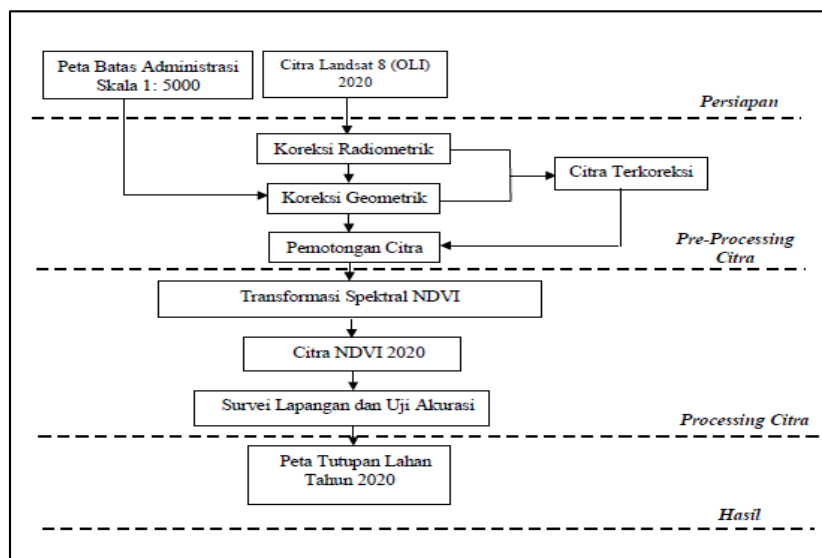 Peta Batas Administrasi
Skala 1: 5000
Citra Landsat 8 (OLI)
2020
Persiapan
Koreksi Radiometrik
Citra Terkoreksi
Koreksi Geometrik
Pemotongan Citra
Pre-Processing
Citra
Transformasi Spektral NDVI
Citra NDVI 2020
Survei Lapangan dan Uji Akurasi
Processing Citra
Peta Tutupan Lahan
Tahun 2020
Hasil